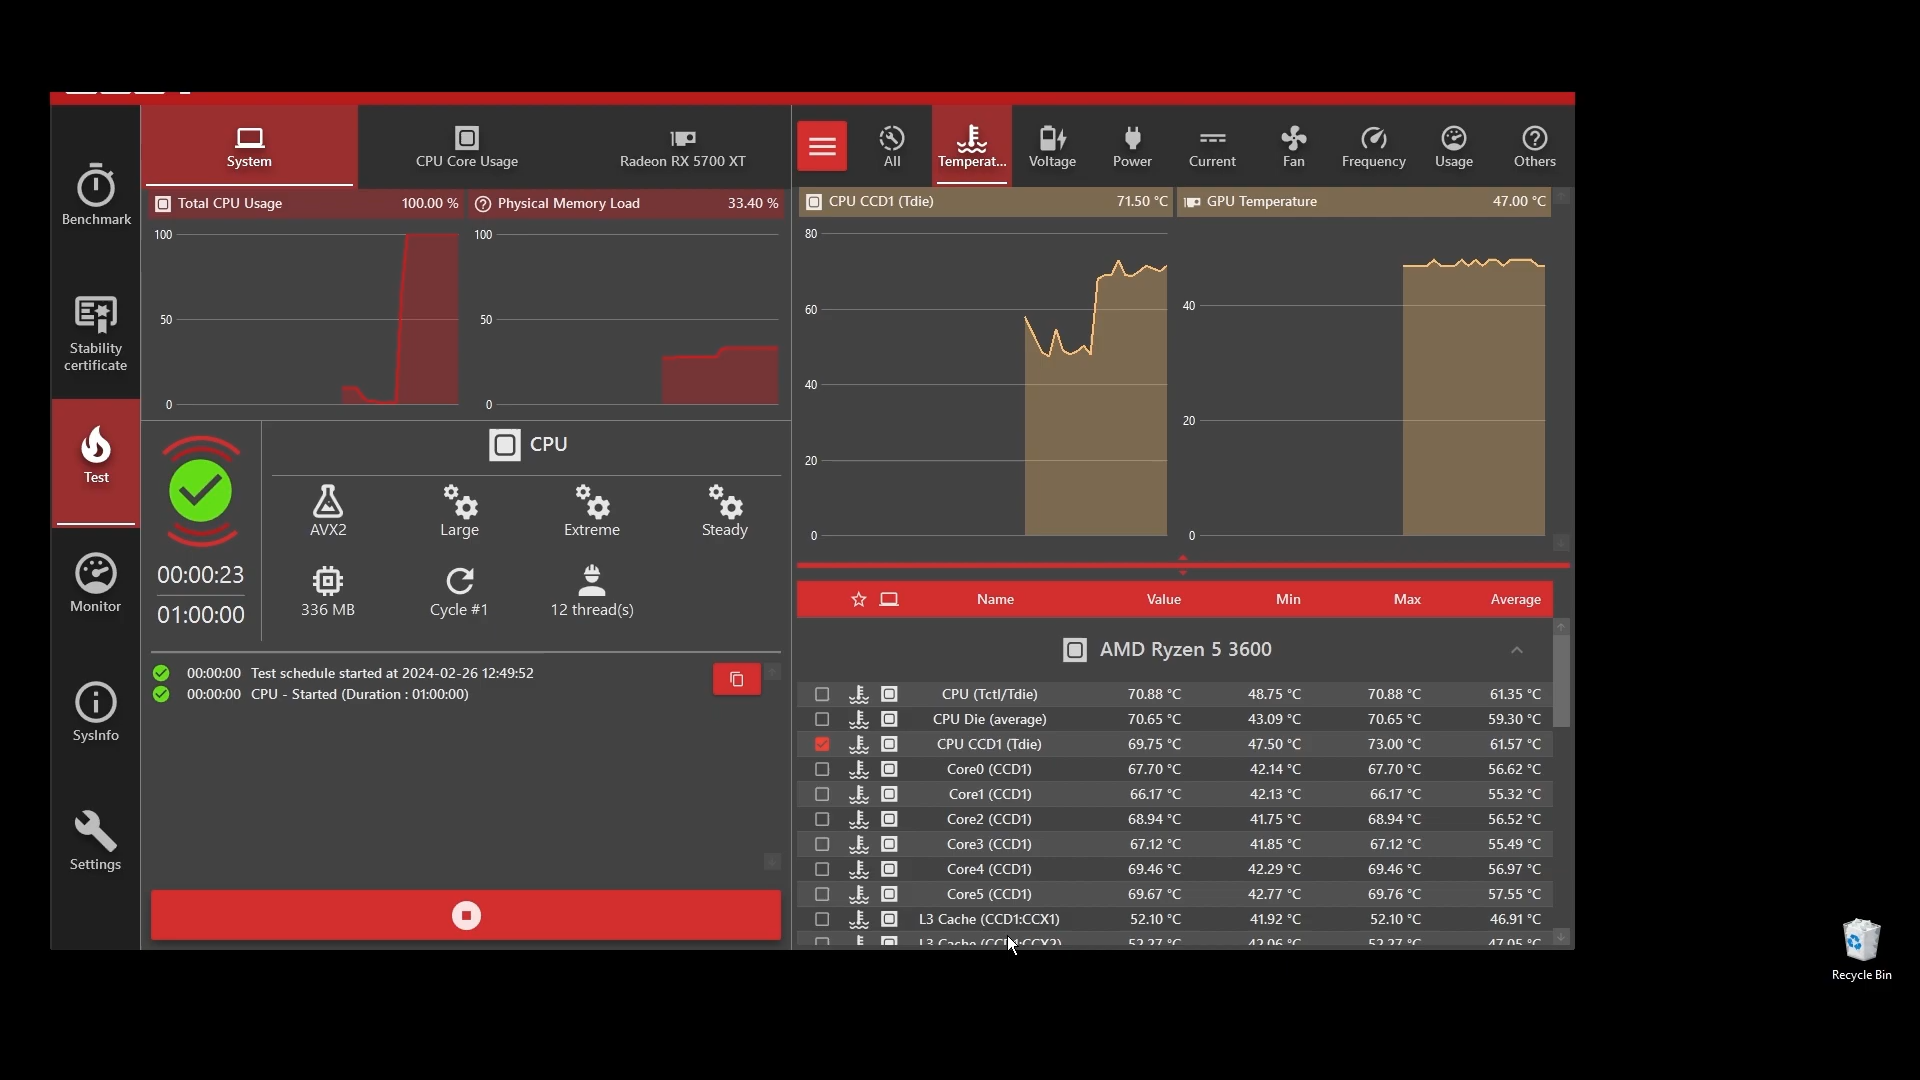 System
CPU Core Usage
Radeon RX 5700 XT
All
Temperat...
Voltage
Power
Current
Fan
Frequency
Usage
Others
Benchmark
Stability
certificate
Test
Monitor
SysInfo
Settings
Total CPU Usage 100.00 %
100
50
0
Physical Memory Load 33.40 %
100
50
0
CPU CCD1 (Tdie) 71.50 °C
80
60
40
20
0
GPU Temperature 47.00 °C
40
20
0
CPU
AVX2
Large
Extreme
Steady
336 MB
Cycle #1
12 thread(s)
00:00:23
01:00:00
00:00:00 Test schedule started at 2024-02-26 12:49:52
00:00:00 CPU - Started (Duration : 01:00:00)
Name Value Min Max Average
AMD Ryzen 5 3600
CPU (Tctl/Tdie) 70.88 °C 48.75 °C 70.88 °C 61.35 °C
CPU Die (average) 70.65 °C 43.09 °C 70.65 °C 59.30 °C
CPU CCD1 (Tdie) 69.75 °C 47.50 °C 73.00 °C 61.57 °C
Core0 (CCD1) 67.70 °C 42.14 °C 67.70 °C 56.62 °C
Core1 (CCD1) 66.17 °C 42.13 °C 66.17 °C 55.32 °C
Core2 (CCD1) 68.94 °C 41.75 °C 68.94 °C 56.52 °C
Core3 (CCD1) 67.12 °C 41.85 °C 67.12 °C 55.49 °C
Core4 (CCD1) 69.46 °C 42.29 °C 69.46 °C 56.97 °C
Core5 (CCD1) 69.67 °C 42.77 °C 69.76 °C 57.55 °C
L3 Cache (CCD1:CCX1) 52.10 °C 41.92 °C 52.10 °C 46.91 °C
L3 Cache 52.27 °C 42.06 °C 52.27 °C 47.05 °C
Recycle Bin